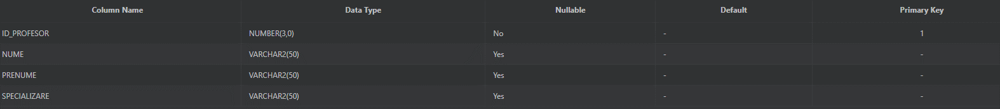 Column Name Data Type Nullable Default Primary Key
ID_PROFESOR NUMBER(3,0) No - 1
NUME VARCHAR2(50) Yes - -
PRENUME VARCHAR2(50) Yes - -
SPECIALIZARE VARCHAR2(50) Yes - -